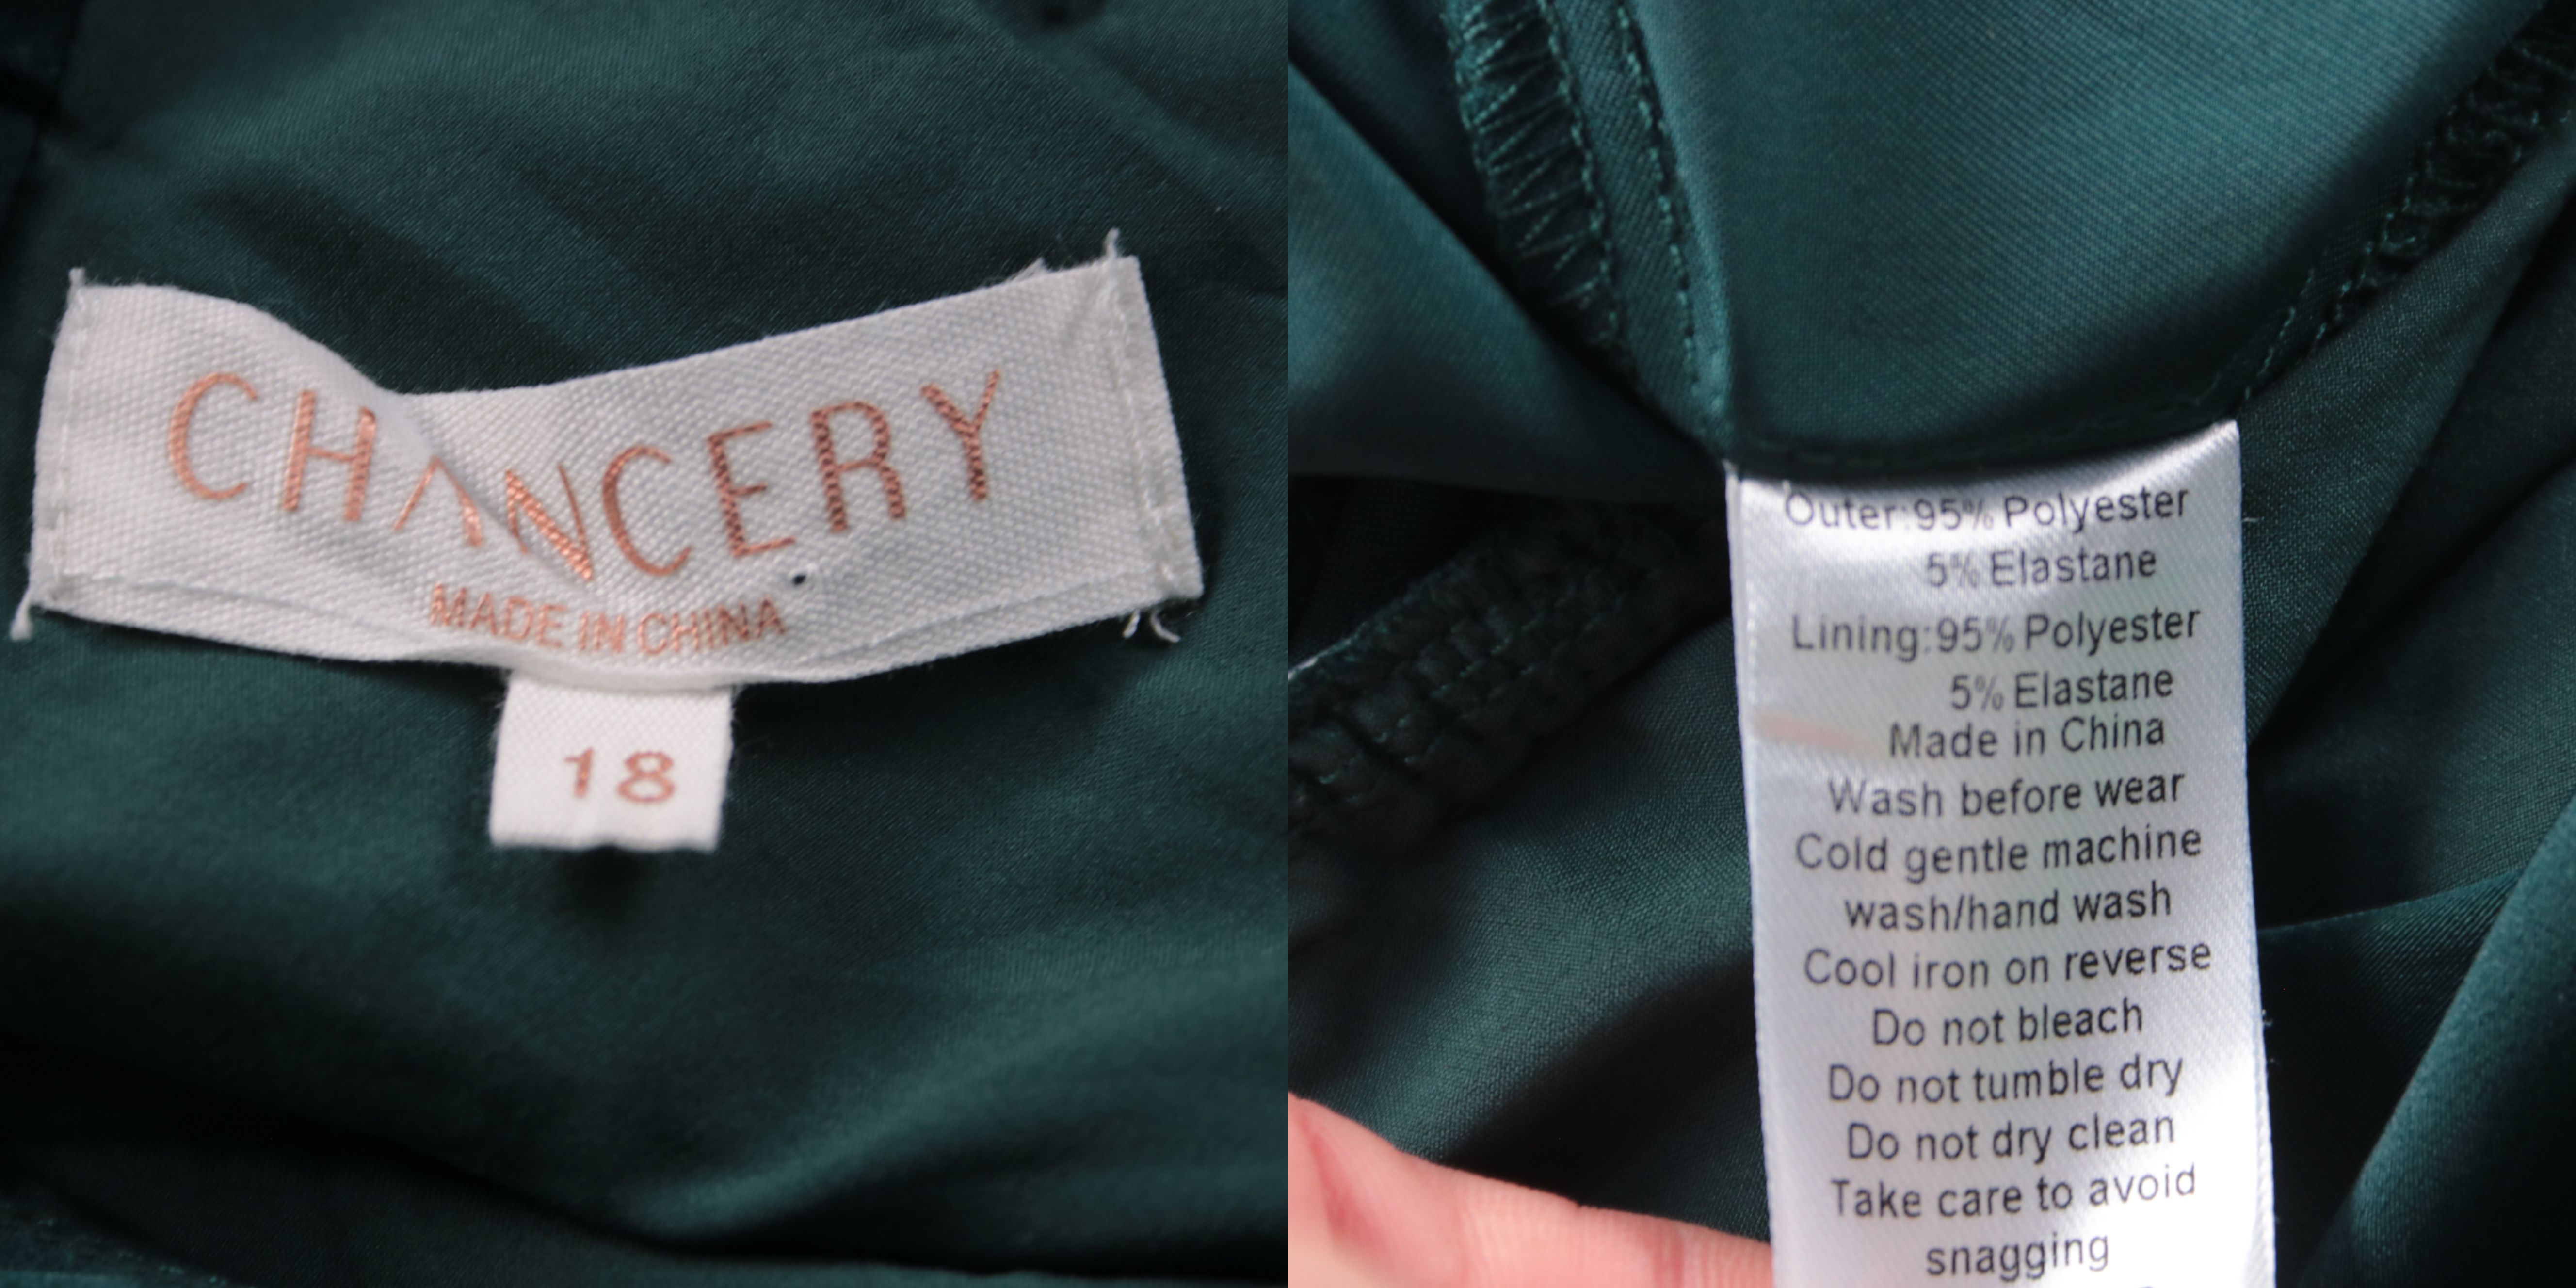 CHANCERY
MADE IN CHINA
18
Outer:95% Polyester
5% Elastane
Lining:95% Polyester
5% Elastane
Made in China
Wash before wear
Cold gentle machine
wash/hand wash
Cool iron on reverse
Do not bleach
Do not tumble dry
Do not dry clean
Take care to avoid
snagging